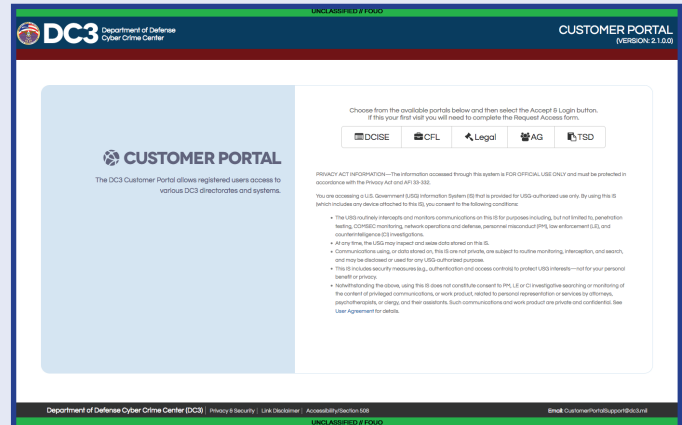 UNCLASSIFIED // FOUO
DC3 Department of Defense
Cyber Crime Center
CUSTOMER PORTAL
(VERSION: 2.1.0.0)
CUSTOMER PORTAL
The DC3 Customer Portal allows registered users access to
various DC3 directorates and systems.
Choose from the available portals below and then select the Accept & Login button.
If this your first visit you will need to complete the Request Access form.
DCISE CFL Legal AG TSD
PRIVACY ACT INFORMATION—The information accessed through this system is FOR OFFICIAL USE ONLY and must be protected in
accordance with the Privacy Act and AFI 33-332.
You are accessing a U.S. Government (USG) Information System (IS) that is provided for USG-authorized use only. By using this IS
(which includes any device attached to this IS), you consent to the following conditions:
• The USG routinely intercepts and monitors communications on this IS for purposes including, but not limited to, penetration
testing, COMSEC monitoring, network operations and defense, personnel misconduct (PM), law enforcement (LE), and
counterintelligence (CI) investigations.
• At any time, the USG may inspect and seize data stored on this IS.
• Communications using, or data stored on, this IS are not private, are subject to routine monitoring, interception, and search,
and may be disclosed or used for any USG-authorized purpose.
• This IS includes security measures (e.g., authentication and access controls) to protect USG interests—not for your personal
benefit or privacy.
• Notwithstanding the above, using this IS does not constitute consent to PM, LE or CI investigative searching or monitoring of
the content of privileged communications, or work product, related to personal representation or services by attorneys,
psychotherapists, or clergy, and their assistants. Such communications and work product are private and confidential. See
User Agreement for details.
Department of Defense Cyber Crime Center (DC3) | Privacy & Security | Link Disclaimer | Accessibility/Section 508
Email: CustomerPortalSupport@dc3.mil
UNCLASSIFIED // FOUO